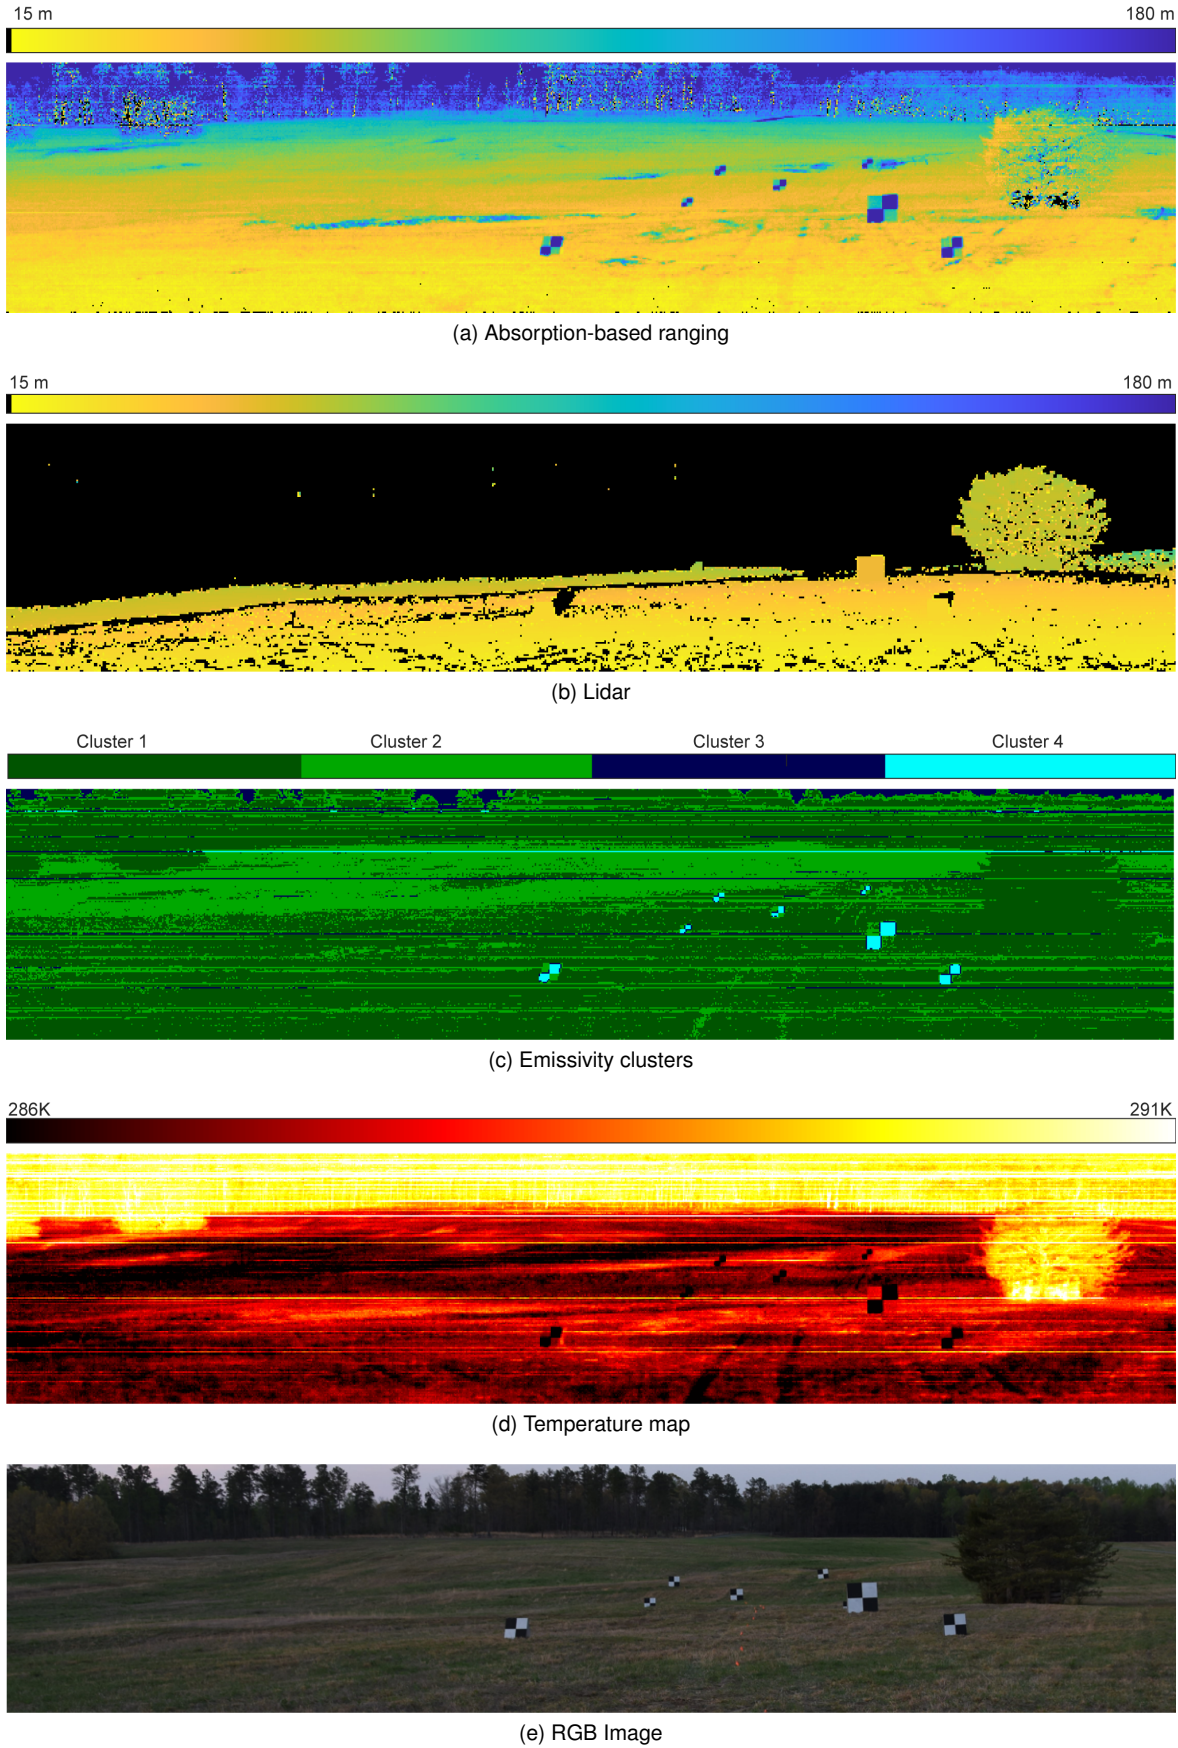 15 m 180 m
(a) Absorption-based ranging
15 m 180 m
(b) Lidar
Cluster 1 Cluster 2 Cluster 3 Cluster 4
(c) Emissivity clusters
286K 291K
(d) Temperature map
(e) RGB Image